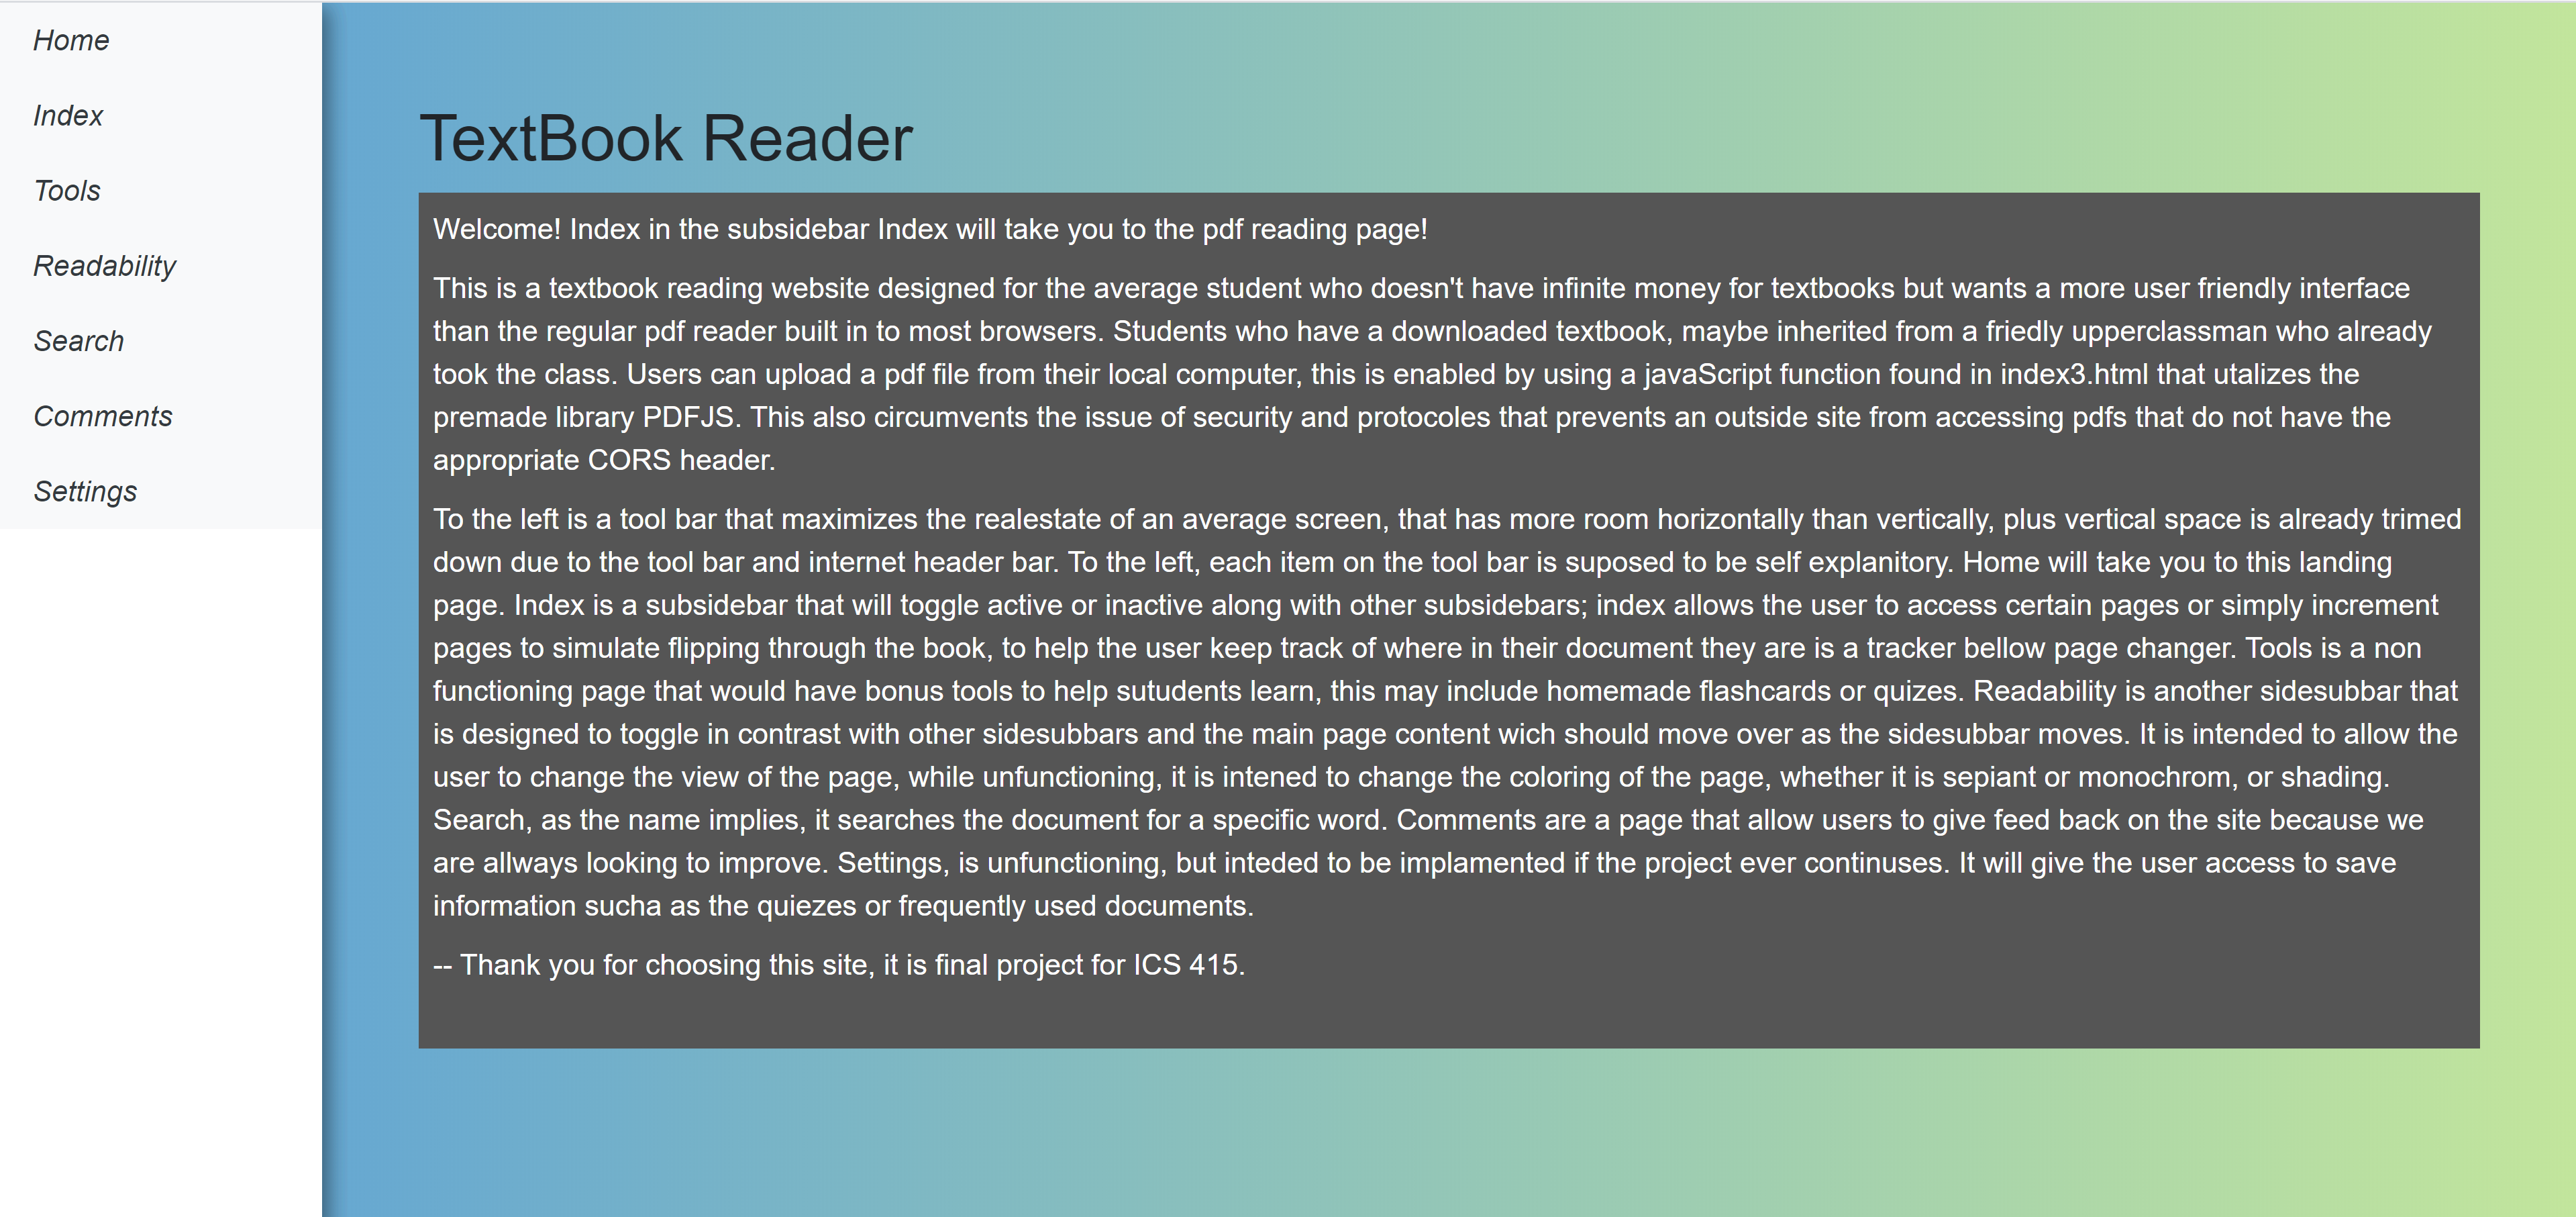 Home
Index
Tools
Readability
Search
Comments
Settings
TextBook Reader
Welcome! Index in the subsidebar Index will take you to the pdf reading page!
This is a textbook reading website designed for the average student who doesn't have infinite money for textbooks but wants a more user friendly interface
than the regular pdf reader built in to most browsers. Students who have a downloaded textbook, maybe inherited from a friedly upperclassman who already
took the class. Users can upload a pdf file from their local computer, this is enabled by using a javaScript function found in index3.html that utalizes the
premade library PDFJS. This also circumvents the issue of security and protocoles that prevents an outside site from accessing pdfs that do not have the
appropriate CORS header.
To the left is a tool bar that maximizes the realestate of an average screen, that has more room horizontally than vertically, plus vertical space is already trimed
down due to the tool bar and internet header bar. To the left, each item on the tool bar is suposed to be self explanitory. Home will take you to this landing
page. Index is a subsidebar that will toggle active or inactive along with other subsidebars; index allows the user to access certain pages or simply increment
pages to simulate flipping through the book, to help the user keep track of where in their document they are is a tracker bellow page changer. Tools is a non
functioning page that would have bonus tools to help sutudents learn, this may include homemade flashcards or quizes. Readability is another sidesubbar that
is designed to toggle in contrast with other sidesubbars and the main page content wich should move over as the sidesubbar moves. It is intended to allow the
user to change the view of the page, while unfunctioning, it is intened to change the coloring of the page, whether it is sepiant or monochrom, or shading.
Search, as the name implies, it searches the document for a specific word. Comments are a page that allow users to give feed back on the site because we
are allways looking to improve. Settings, is unfunctioning, but inteded to be implamented if the project ever continuses. It will give the user access to save
information sucha as the quiezes or frequently used documents.
-- Thank you for choosing this site, it is final project for ICS 415.